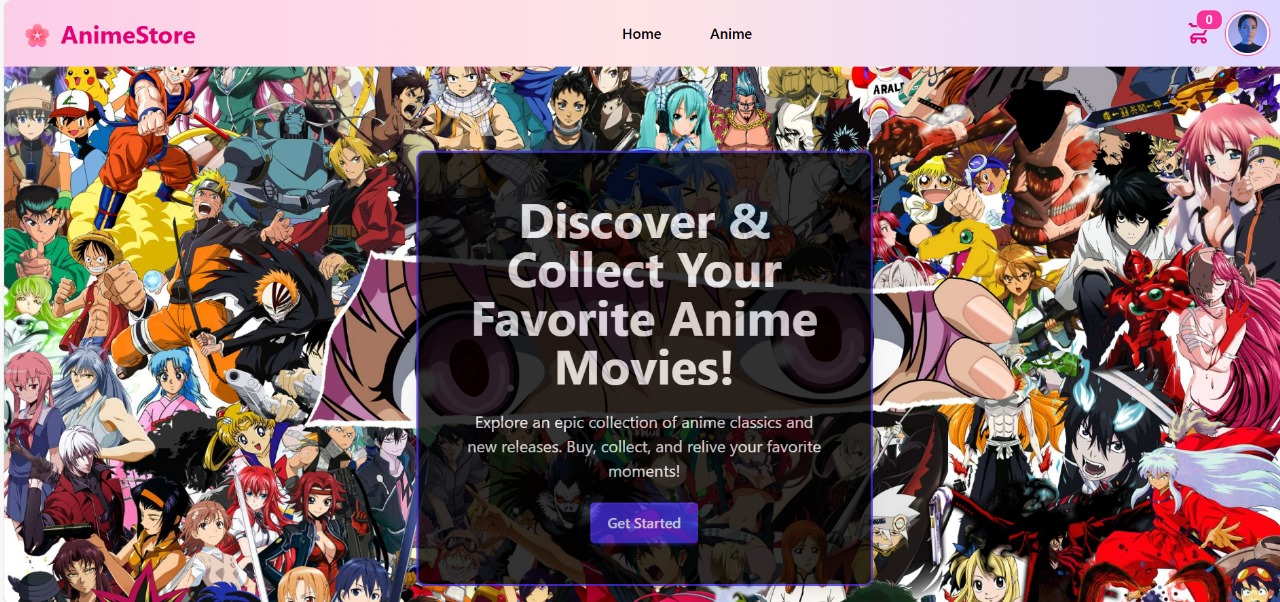 AnimeStore
Home
Anime
0
ARALE
Discover &
Collect Your
Favorite Anime
Movies!
Explore an epic collection of anime classics and
new releases. Buy, collect, and relive your favorite
moments!
Get Started